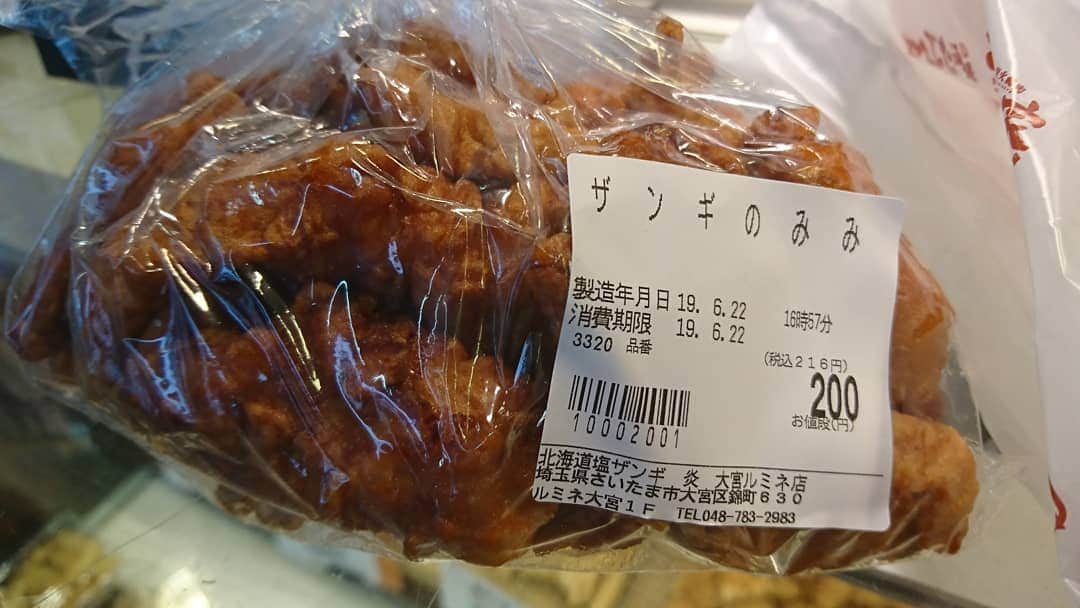 ザンギのみみ
製造年月日 19. 6.22 16時57分
消費期限 19. 6.22
3320 品番
(税込216円)
200
お値段(円)
10002001
北海道塩ザンギ 炎 大宮ルミネ店
埼玉県さいたま市大宮区錦町630
ルミネ大宮1F TEL048-783-2983